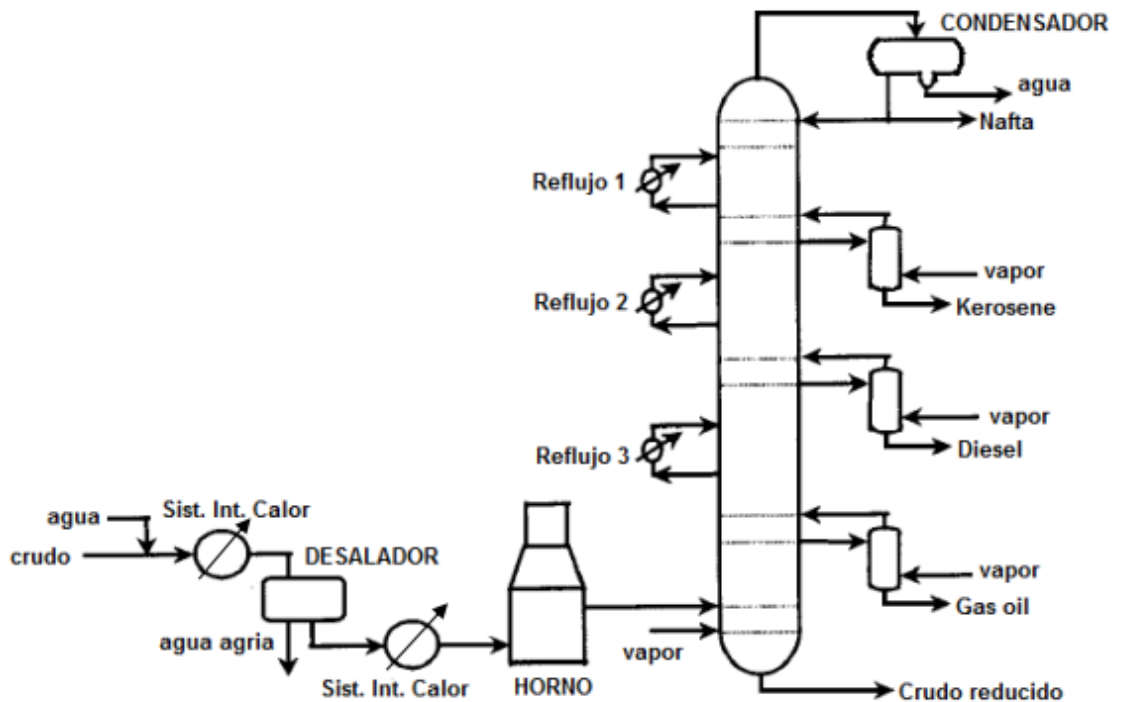 CONDENSADOR
agua
Nafta
Reflujo 1
vapor
Kerosene
Reflujo 2
vapor
Diesel
Reflujo 3
agua
Sist. Int. Calor
crudo
DESALADOR
vapor
Gas oil
agua agria
vapor
Sist. Int. Calor
HORNO
Crudo reducido